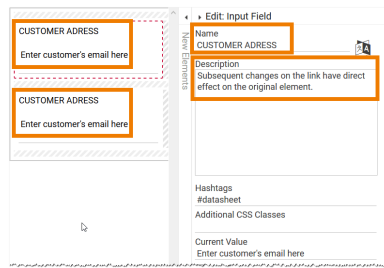 CUSTOMER ADRESS
Enter customer's email here
CUSTOMER ADRESS
Enter customer's email here
New Elements
Edit: Input Field
Name
CUSTOMER ADRESS
Description
Subsequent changes on the link have direct
effect on the original element.
Hashtags
#datasheet
Additional CSS Classes
Current Value
Enter customer's email here